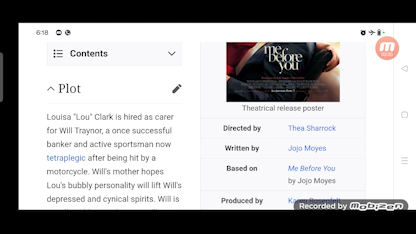 6:18
Contents
Plot
Louisa "Lou" Clark is hired as carer
for Will Traynor, a once successful
banker and active sportsman now
tetraplegic after being hit by a
motorcycle. Will's mother hopes
Lou's bubbly personality will lift Will's
depressed and cynical spirits. Will is
me
before
you
Theatrical release poster
Directed by
Thea Sharrock
Written by
Jojo Moyes
Based on
Me Before You
by Jojo Moyes
Produced by
Recorded by
MOBIZEN